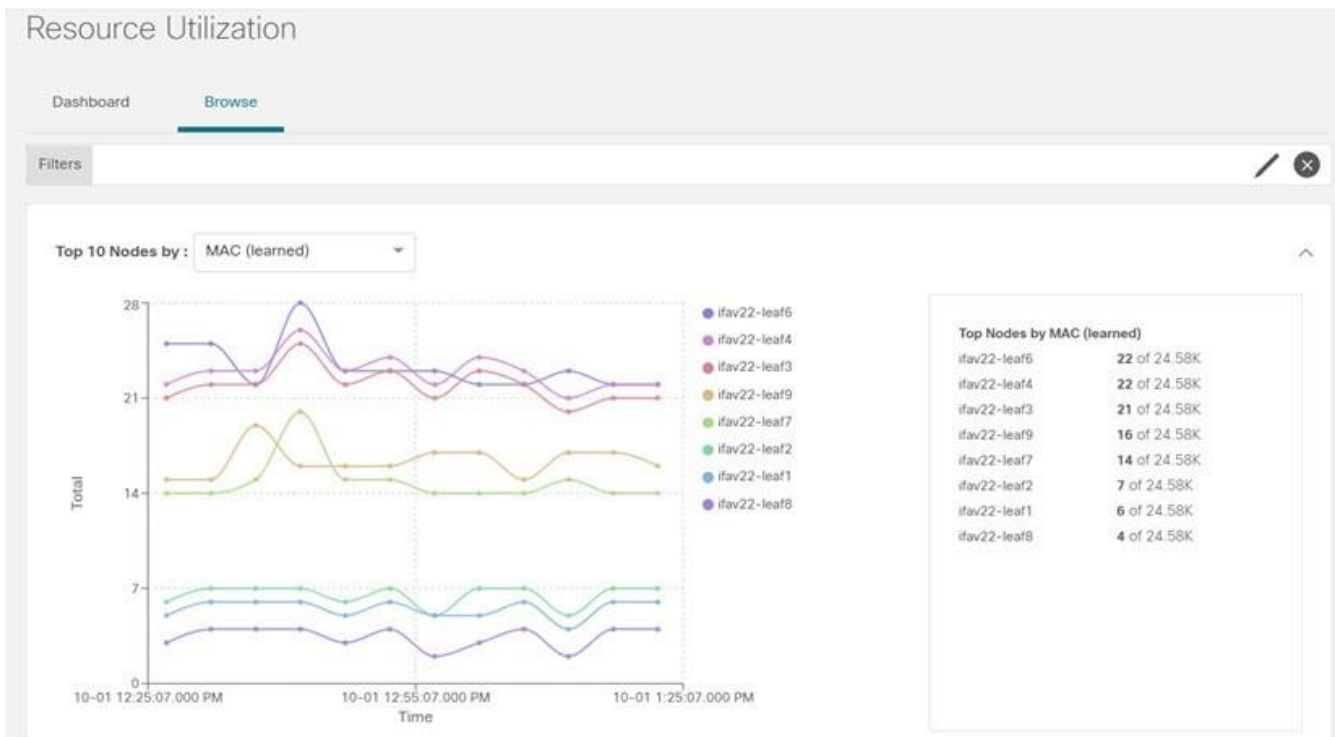 Resource Utilization
Dashboard Browse
Filters
Top 10 Nodes by : MAC (learned)
28
21
14
7
0
Total
10-01 12:25:07.000 PM 10-01 12:55:07.000 PM 10-01 1:25:07.000 PM
Time
ifav22-leaf6
ifav22-leaf4
ifav22-leaf3
ifav22-leaf9
ifav22-leaf7
ifav22-leaf2
ifav22-leaf1
ifav22-leaf8
Top Nodes by MAC (learned)
ifav22-leaf6 22 of 24.58K
ifav22-leaf4 22 of 24.58K
ifav22-leaf3 21 of 24.58K
ifav22-leaf9 16 of 24.58K
ifav22-leaf7 14 of 24.58K
ifav22-leaf2 7 of 24.58K
ifav22-leaf1 6 of 24.58K
ifav22-leaf8 4 of 24.58K